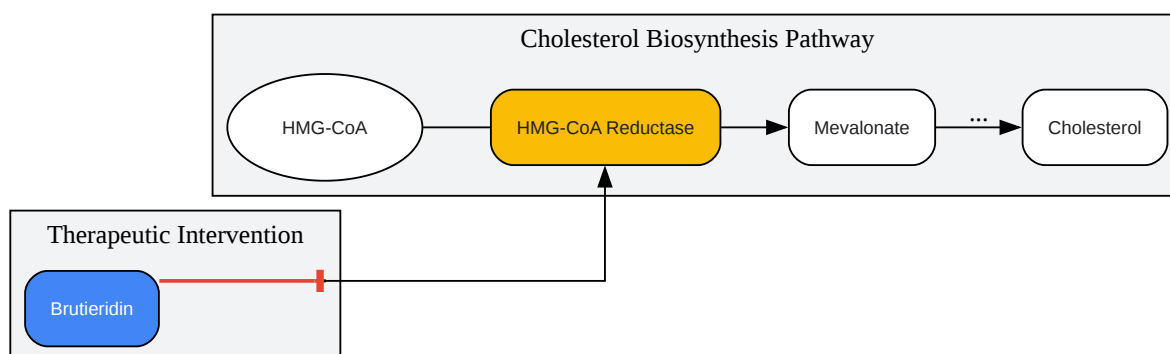 Cholesterol Biosynthesis Pathway
HMG-CoA
HMG-CoA Reductase
Mevalonate
...
Cholesterol
Therapeutic Intervention
Brutieridin